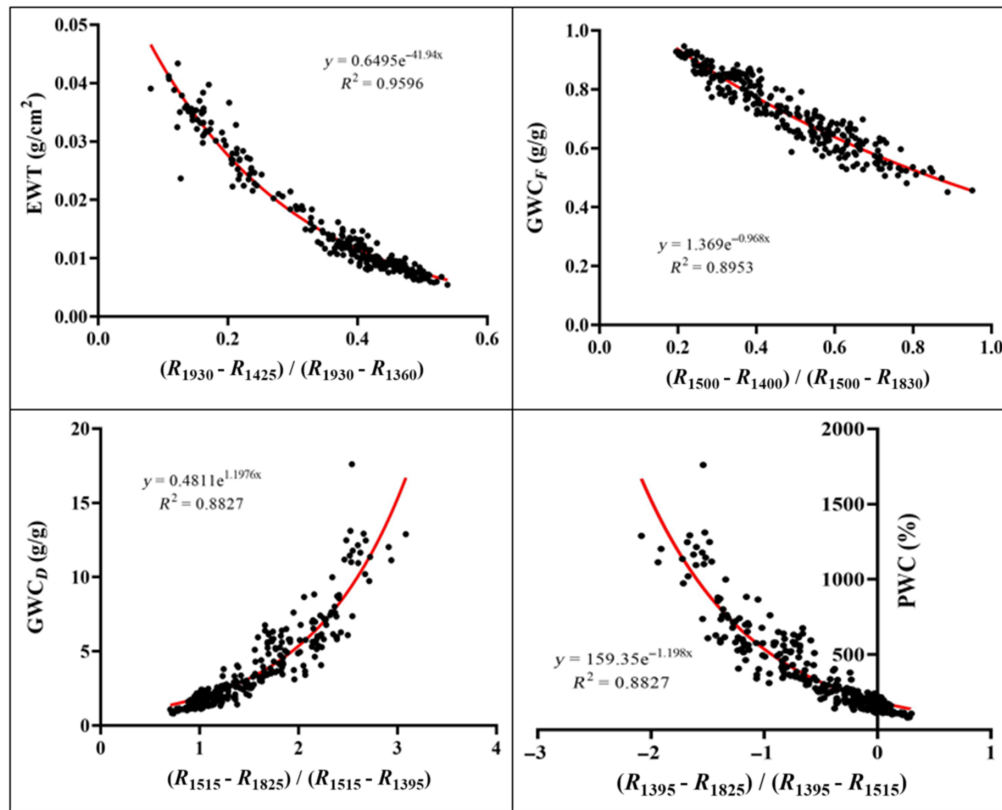 0.05
0.04
0.03
0.02
0.01
0.00
EWT (g/cm²)
y = 0.6495e^−41.94x
R² = 0.9596
0.0 0.2 0.4 0.6
(R₁₉₃₀ - R₁₄₂₅) / (R₁₉₃₀ - R₁₃₆₀)
1.0
0.8
0.6
0.4
0.2
0.0
GWC_F (g/g)
y = 1.369e^−0.968x
R² = 0.8953
0.0 0.2 0.4 0.6 0.8 1.0
(R₁₅₀₀ - R₁₄₀₀) / (R₁₅₀₀ - R₁₈₃₀)
20
15
10
5
0
GWC_D (g/g)
y = 0.4811e^1.1976x
R² = 0.8827
0 1 2 3 4
(R₁₅₁₅ - R₁₈₂₅) / (R₁₅₁₅ - R₁₃₉₅)
2000
1500
1000
500
0
PWC (%)
y = 159.35e^−1.198x
R² = 0.8827
−3 −2 −1 0 1
(R₁₃₉₅ - R₁₈₂₅) / (R₁₃₉₅ - R₁₅₁₅)